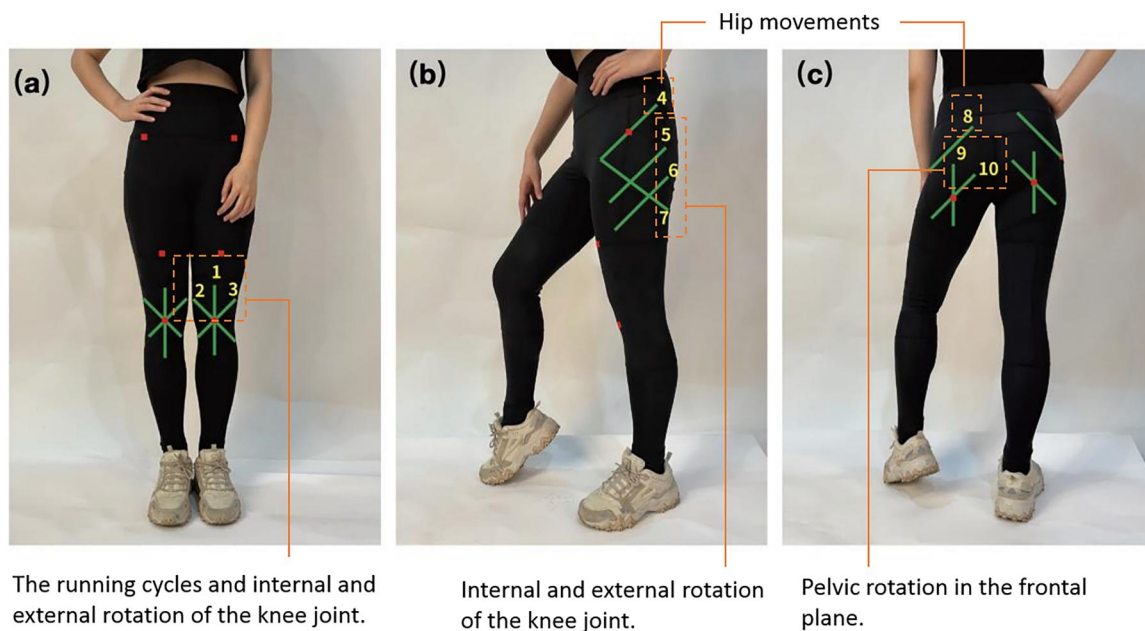 Hip movements
(a)
(b)
(c)
4
5
6
7
8
9
10
1
2
3
The running cycles and internal and
external rotation of the knee joint.
Internal and external rotation
of the knee joint.
Pelvic rotation in the frontal
plane.